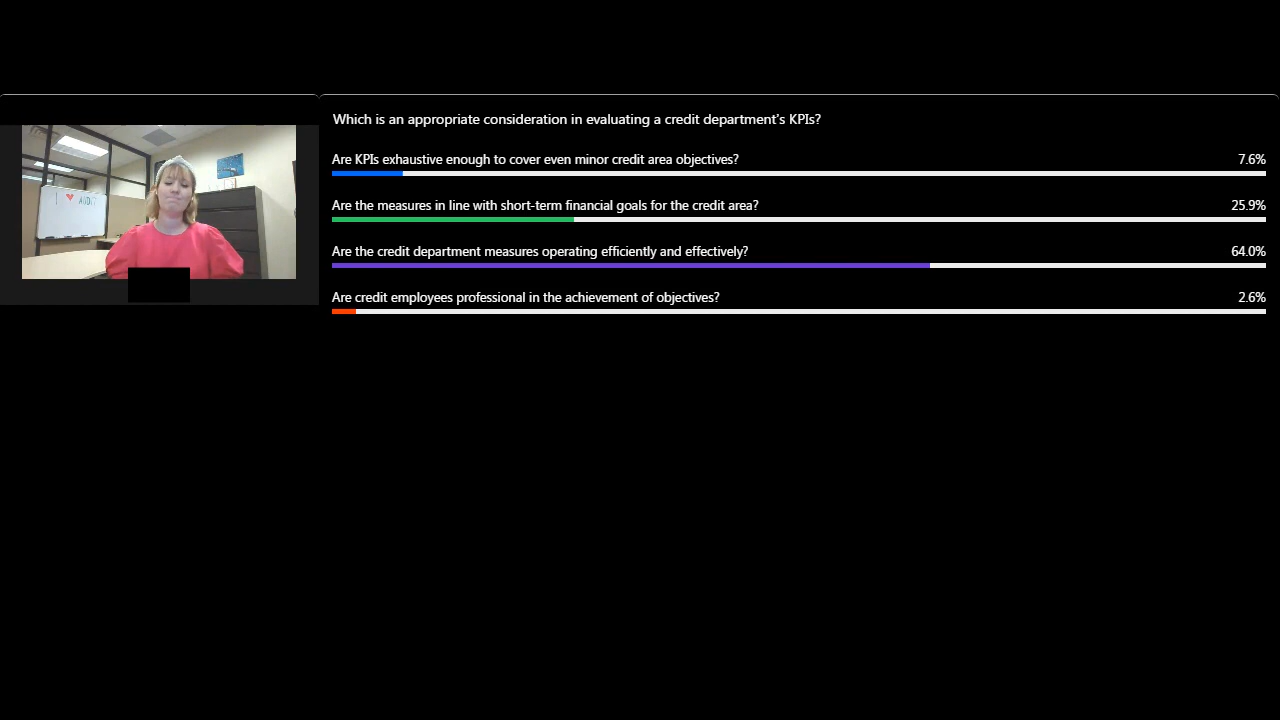 I ♥ AUDIT
Which is an appropriate consideration in evaluating a credit department's KPIs?
Are KPIs exhaustive enough to cover even minor credit area objectives?
7.6%
Are the measures in line with short-term financial goals for the credit area?
25.9%
Are the credit department measures operating efficiently and effectively?
64.0%
Are credit employees professional in the achievement of objectives?
2.6%